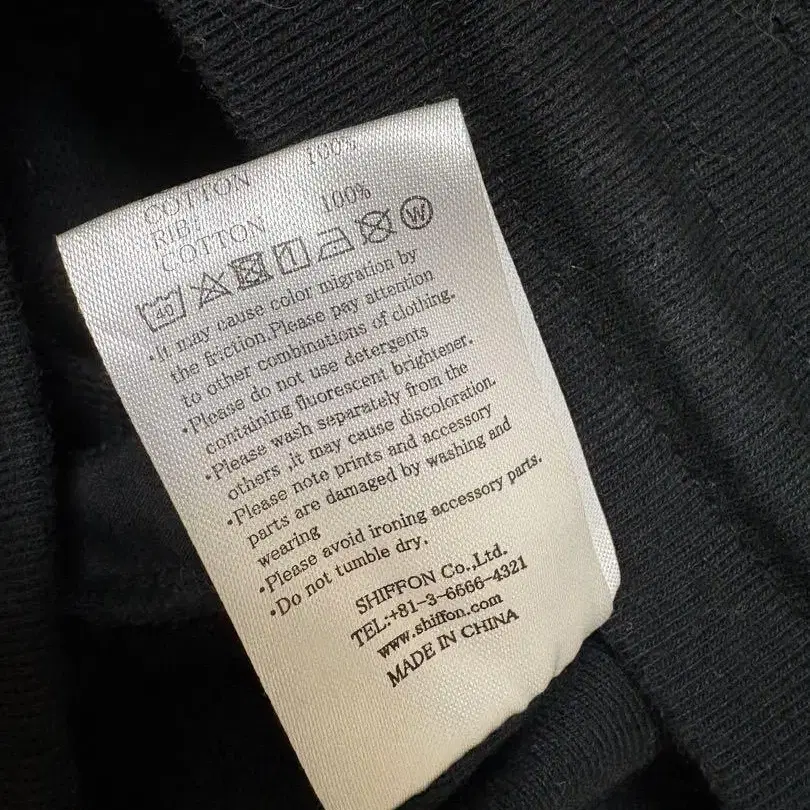 COTTON 100%
RIB:
COTTON 100%
40 W
·It may cause color migration by
the friction.Please pay attention
to other combinations of clothing.
·Please do not use detergents
containing fluorescent brightener.
·Please wash separately from the
others ,it may cause discoloration.
·Please note prints and accessory
parts are damaged by washing and
wearing
·Please avoid ironing accessory parts.
·Do not tumble dry.
SHIFFON Co.,Ltd.
TEL:+81-3-6666-4321
www.shiffon.com
MADE IN CHINA